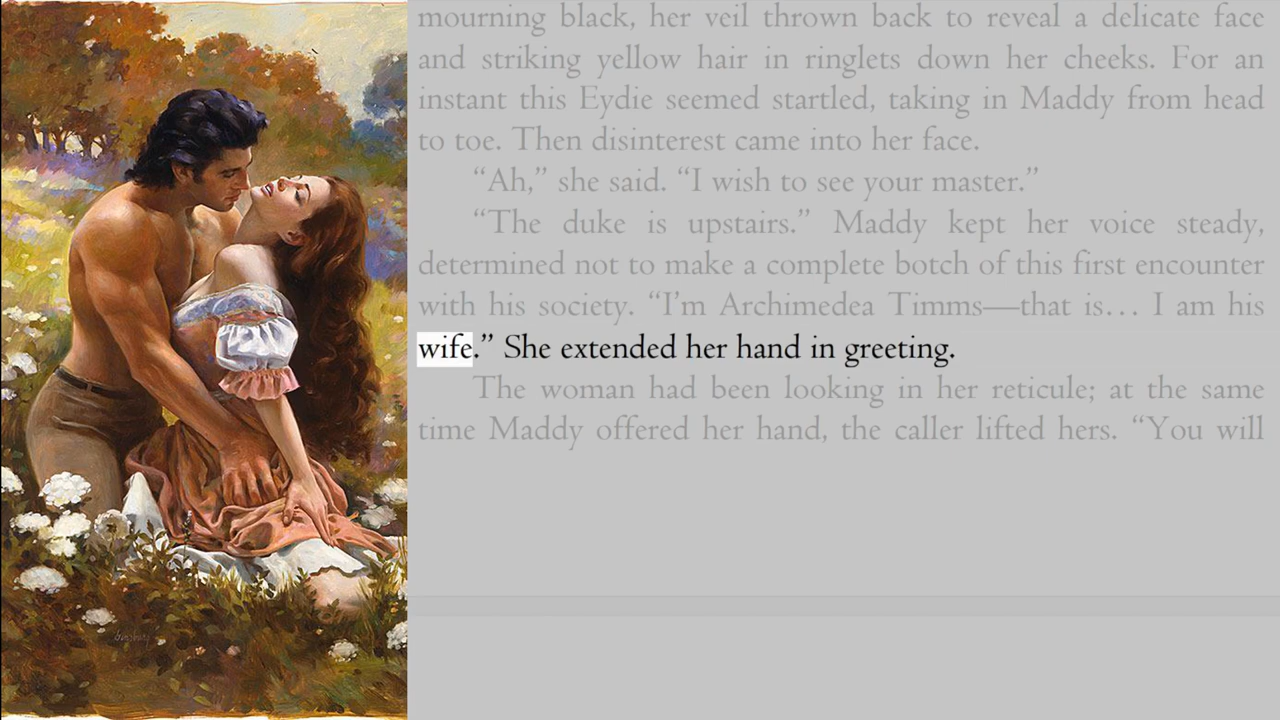 mourning black, her veil thrown back to reveal a delicate face
and striking yellow hair in ringlets down her cheeks. For an
instant this Eydie seemed startled, taking in Maddy from head
to toe. Then disinterest came into her face.
“Ah,” she said. “I wish to see your master.”
“The duke is upstairs.” Maddy kept her voice steady,
determined not to make a complete botch of this first encounter
with his society. “I’m Archimedea Timms—that is… I am his
wife.” She extended her hand in greeting.
The woman had been looking in her reticule; at the same
time Maddy offered her hand, the caller lifted hers. “You will